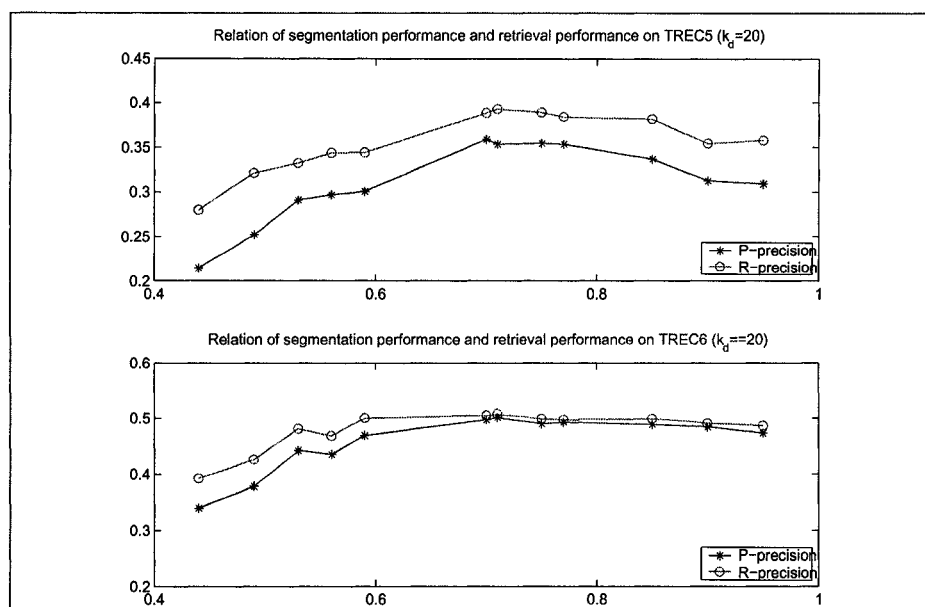 Relation of segmentation performance and retrieval performance on TREC5 (k_d=20)
0.45
0.4
0.35
0.3
0.25
0.2
P-precision
R-precision
0.4 0.6 0.8 1
Relation of segmentation performance and retrieval performance on TREC6 (k_d==20)
0.6
0.5
0.4
0.3
0.2
P-precision
R-precision
0.4 0.6 0.8 1